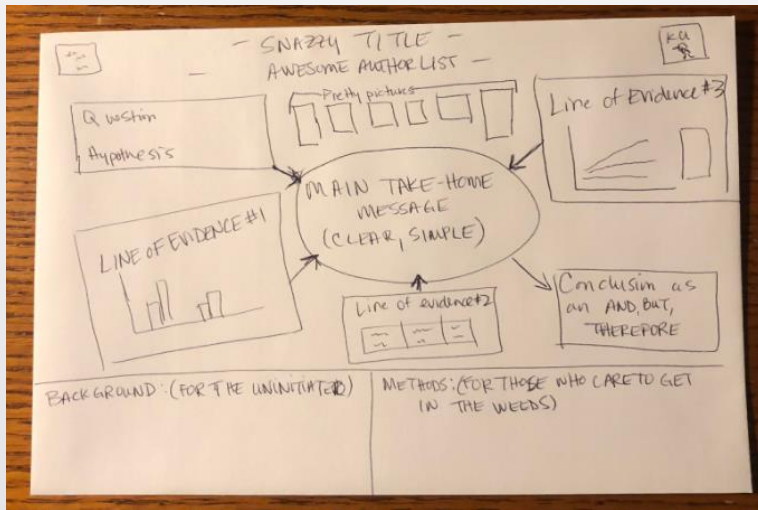 - SNAZZY TITLE -
- AWESOME AUTHOR LIST -
KU
Question
Hypothesis
Pretty pictures
Line of Evidence #3
MAIN TAKE-HOME
MESSAGE
(CLEAR, SIMPLE)
LINE OF EVIDENCE #1
Line of evidence #2
Conclusion as
an AND, BUT,
THEREFORE
BACKGROUND: (FOR THE UNINITIATED)
METHODS: (FOR THOSE WHO CARE TO GET
IN THE WEEDS)